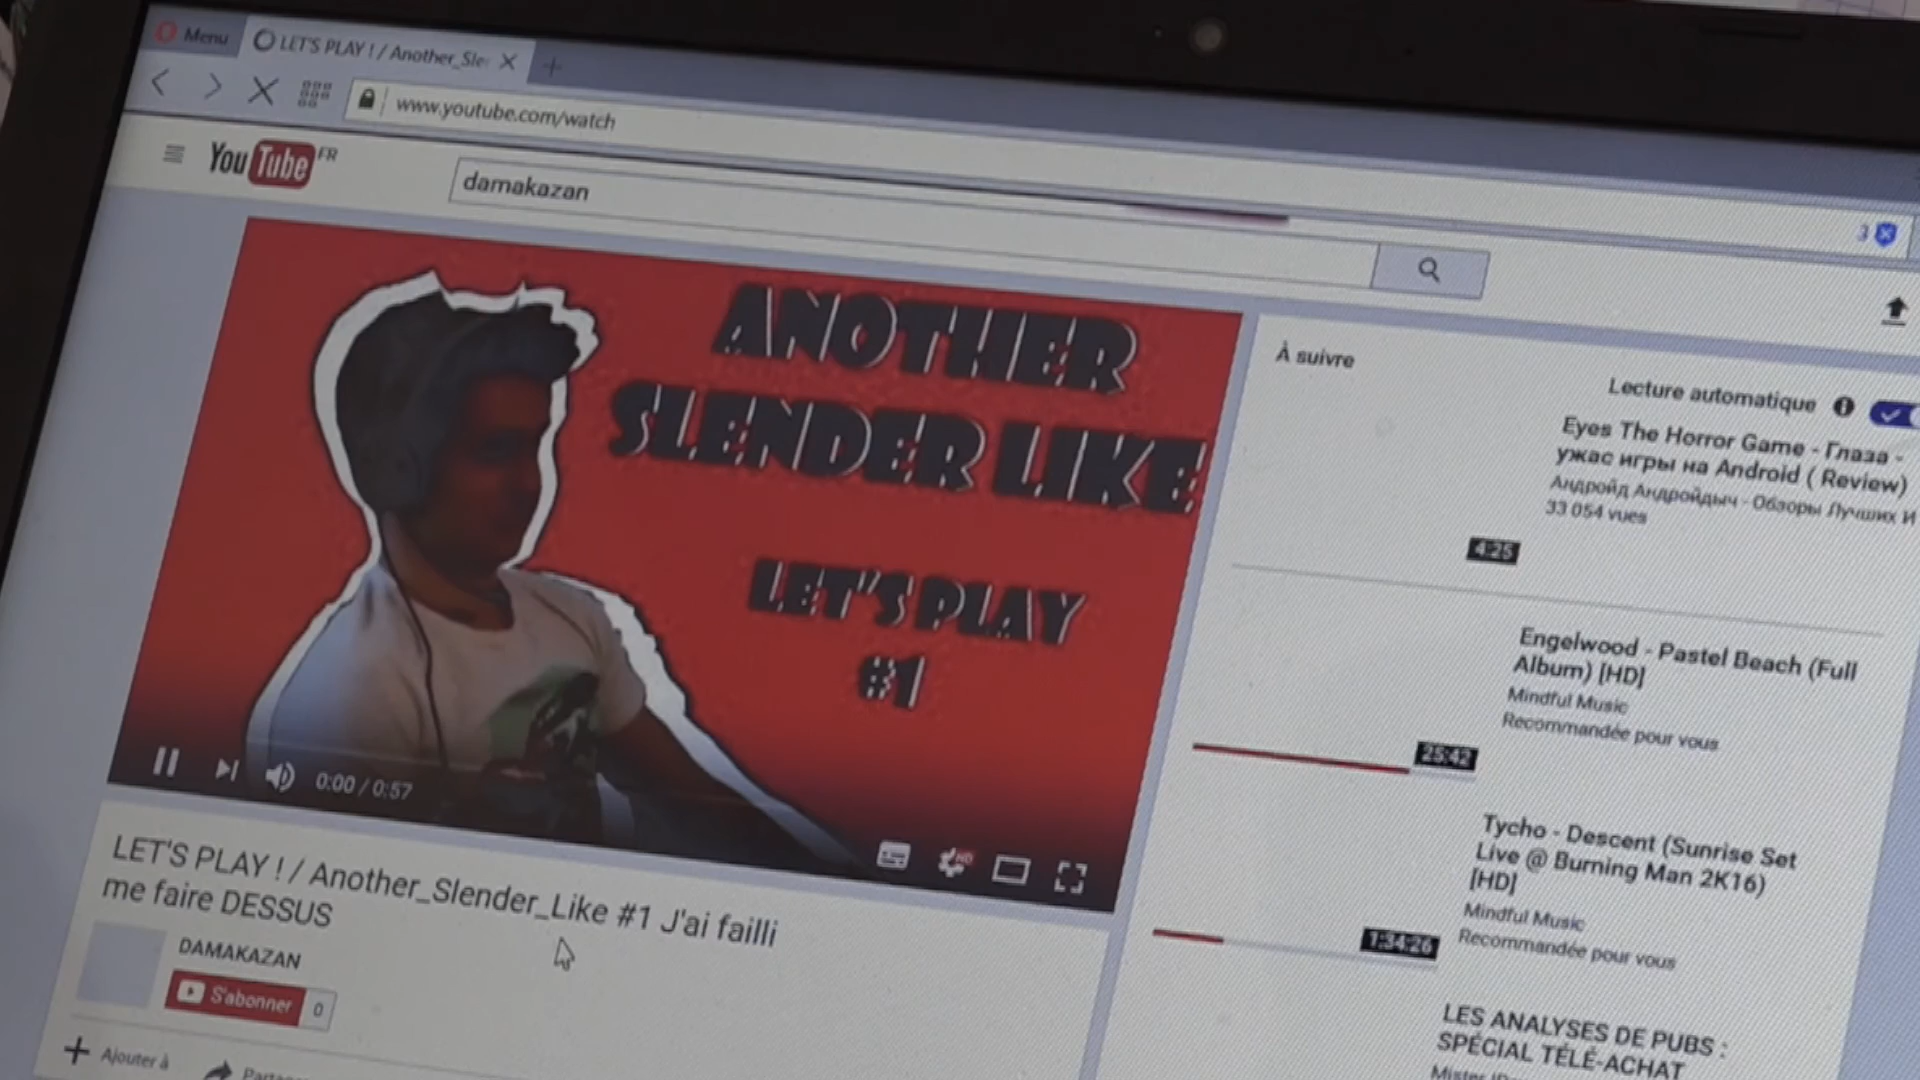 Menu
LET'S PLAY ! / Another_Sle
www.youtube.com/watch
3
YouTube FR
damakazan
ANOTHER
SLENDER LIKE
LET'S PLAY
#1
0:00 / 0:57
HD
LET'S PLAY ! / Another_Slender_Like #1 J'ai failli
me faire DESSUS
DAMAKAZAN
S'abonner 0
Ajouter à
À suivre
Lecture automatique
Eyes The Horror Game - Глаза -
ужас игры на Android ( Review)
Андройд Андройдыч - Обзоры Лучших И
33 054 vues
4:25
Engelwood - Pastel Beach (Full
Album) [HD]
Mindful Music
Recommandée pour vous
25:42
Tycho - Descent (Sunrise Set
Live @ Burning Man 2K16)
[HD]
Mindful Music
Recommandée pour vous
1:34:26
LES ANALYSES DE PUBS :
SPÉCIAL TÉLÉ-ACHAT